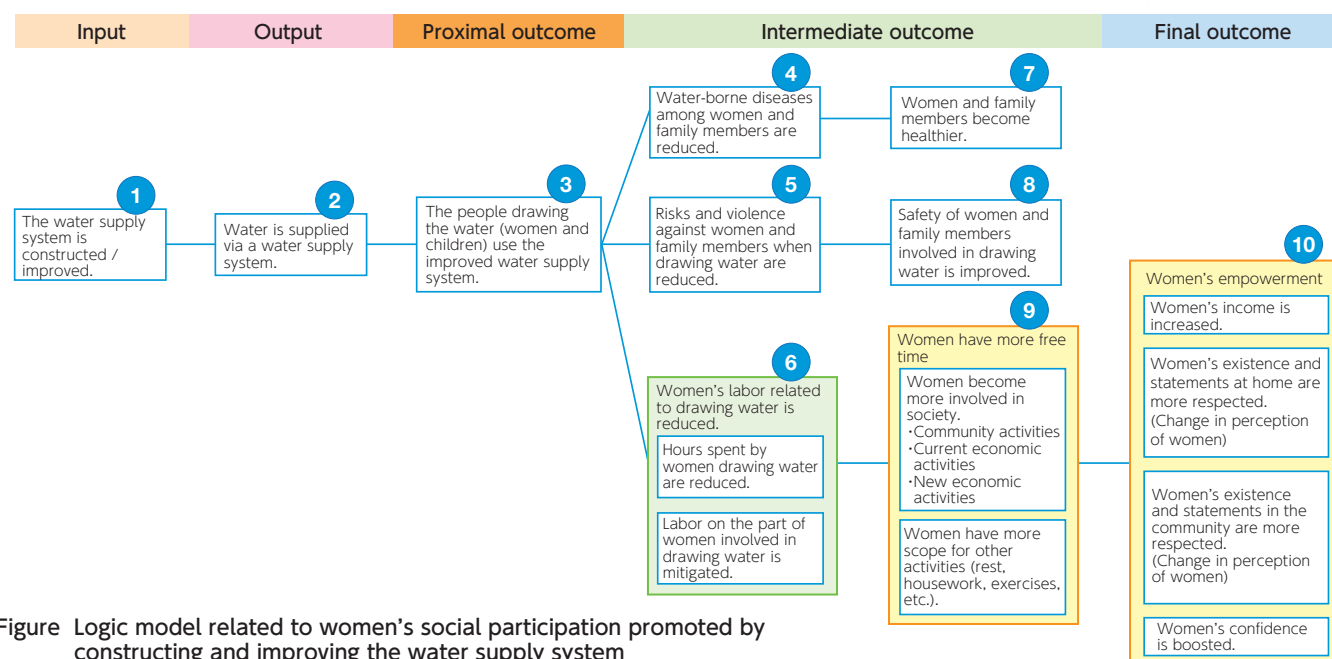 Input
Output
Proximal outcome
Intermediate outcome
Final outcome
1
The water supply
system is
constructed /
improved.
2
Water is supplied
via a water supply
system.
3
The people drawing
the water (women and
children) use the
improved water supply
system.
4
Water-borne diseases
among women and
family members are
reduced.
7
Women and family
members become
healthier.
5
Risks and violence
against women and
family members when
drawing water are
reduced.
8
Safety of women and
family members
involved in drawing
water is improved.
6
Women's labor related
to drawing water is
reduced.
Hours spent by
women drawing water
are reduced.
Labor on the part of
women involved in
drawing water is
mitigated.
9
Women have more free
time
Women become
more involved in
society.
・Community activities
・Current economic
activities
・New economic
activities
Women have more
scope for other
activities (rest,
housework, exercises,
etc.).
10
Women's empowerment
Women's income is
increased.
Women's existence and
statements at home are
more respected.
(Change in perception
of women)
Women's existence
and statements in the
community are more
respected.
(Change in perception
of women)
Women's confidence
is boosted.
Figure Logic model related to women's social participation promoted by
constructing and improving the water supply system